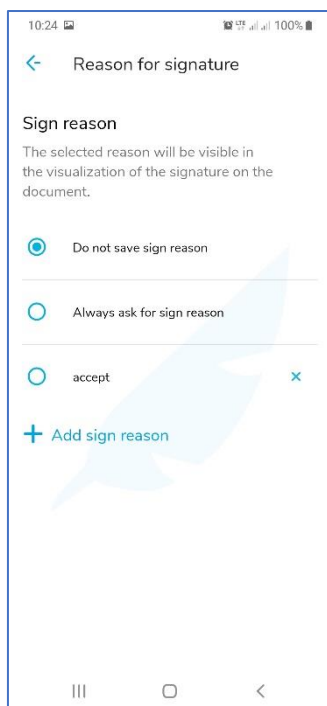 10:24 LTE 100%
Reason for signature
Sign reason
The selected reason will be visible in
the visualization of the signature on the
document.
Do not save sign reason
Always ask for sign reason
accept
Add sign reason